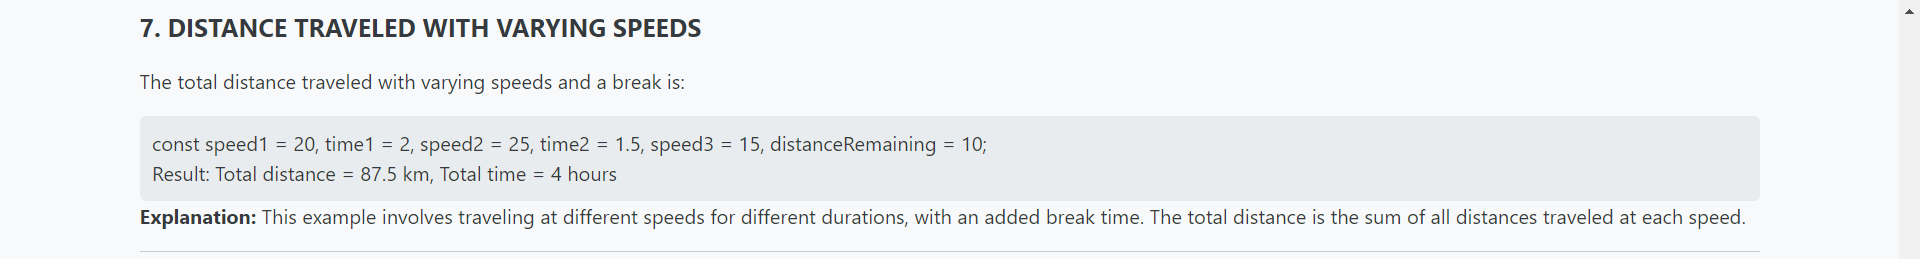 7. DISTANCE TRAVELED WITH VARYING SPEEDS
The total distance traveled with varying speeds and a break is:
const speed1 = 20, time1 = 2, speed2 = 25, time2 = 1.5, speed3 = 15, distanceRemaining = 10;
Result: Total distance = 87.5 km, Total time = 4 hours
Explanation: This example involves traveling at different speeds for different durations, with an added break time. The total distance is the sum of all distances traveled at each speed.